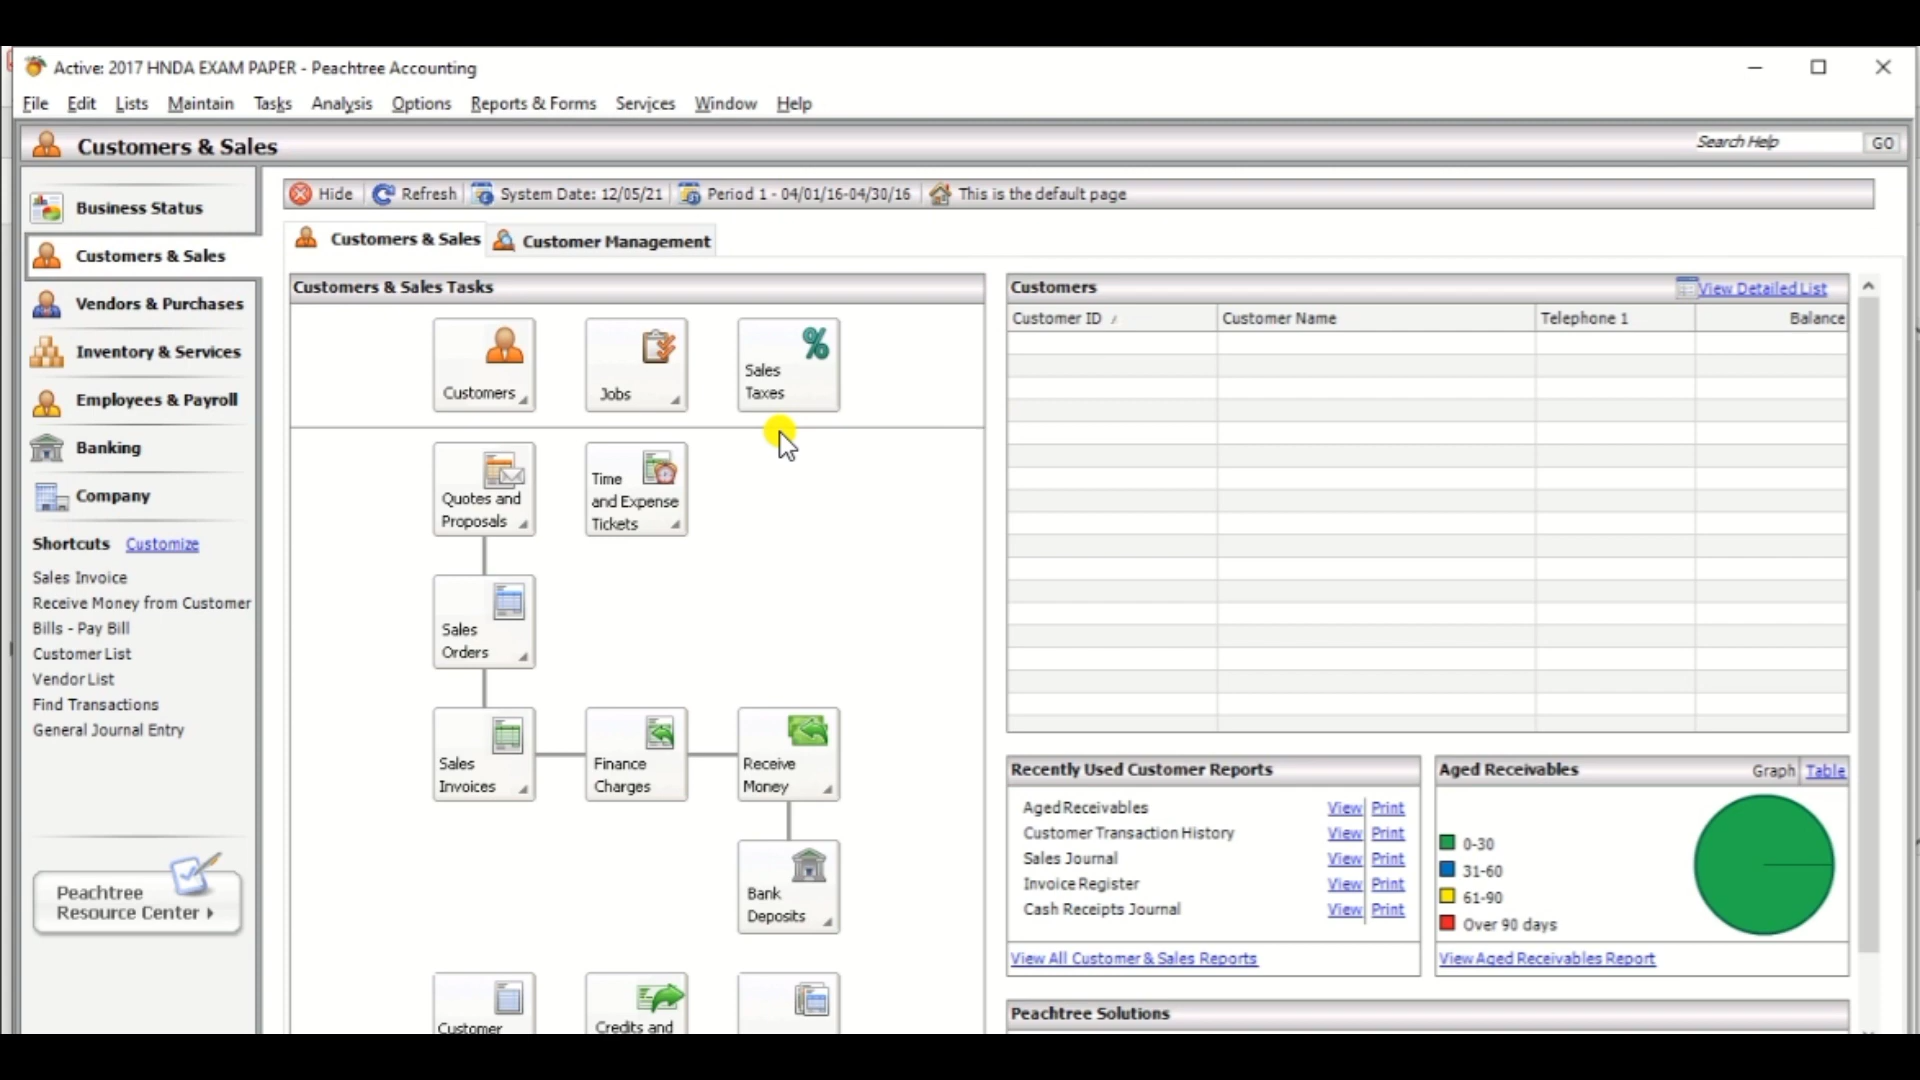 Active: 2017 HNDA EXAM PAPER - Peachtree Accounting
File Edit Lists Maintain Tasks Analysis Options Reports & Forms Services Window Help
Customers & Sales
Search Help GO
Business Status
Customers & Sales
Vendors & Purchases
Inventory & Services
Employees & Payroll
Banking
Company
Shortcuts Customize
Sales Invoice
Receive Money from Customer
Bills - Pay Bill
Customer List
Vendor List
Find Transactions
General Journal Entry
Peachtree
Resource Center
Hide Refresh System Date: 12/05/21 Period 1 - 04/01/16-04/30/16 This is the default page
Customers & Sales Customer Management
Customers & Sales Tasks
Customers
Jobs
Sales
Taxes
Quotes and
Proposals
Time
and Expense
Tickets
Sales
Orders
Sales
Invoices
Finance
Charges
Receive
Money
Bank
Deposits
Customer
Credits and
Customers View Detailed List
Customer ID Customer Name Telephone 1 Balance
Recently Used Customer Reports
Aged Receivables View Print
Customer Transaction History View Print
Sales Journal View Print
Invoice Register View Print
Cash Receipts Journal View Print
View All Customer & Sales Reports
Aged Receivables Graph Table
0-30
31-60
61-90
Over 90 days
View Aged Receivables Report
Peachtree Solutions